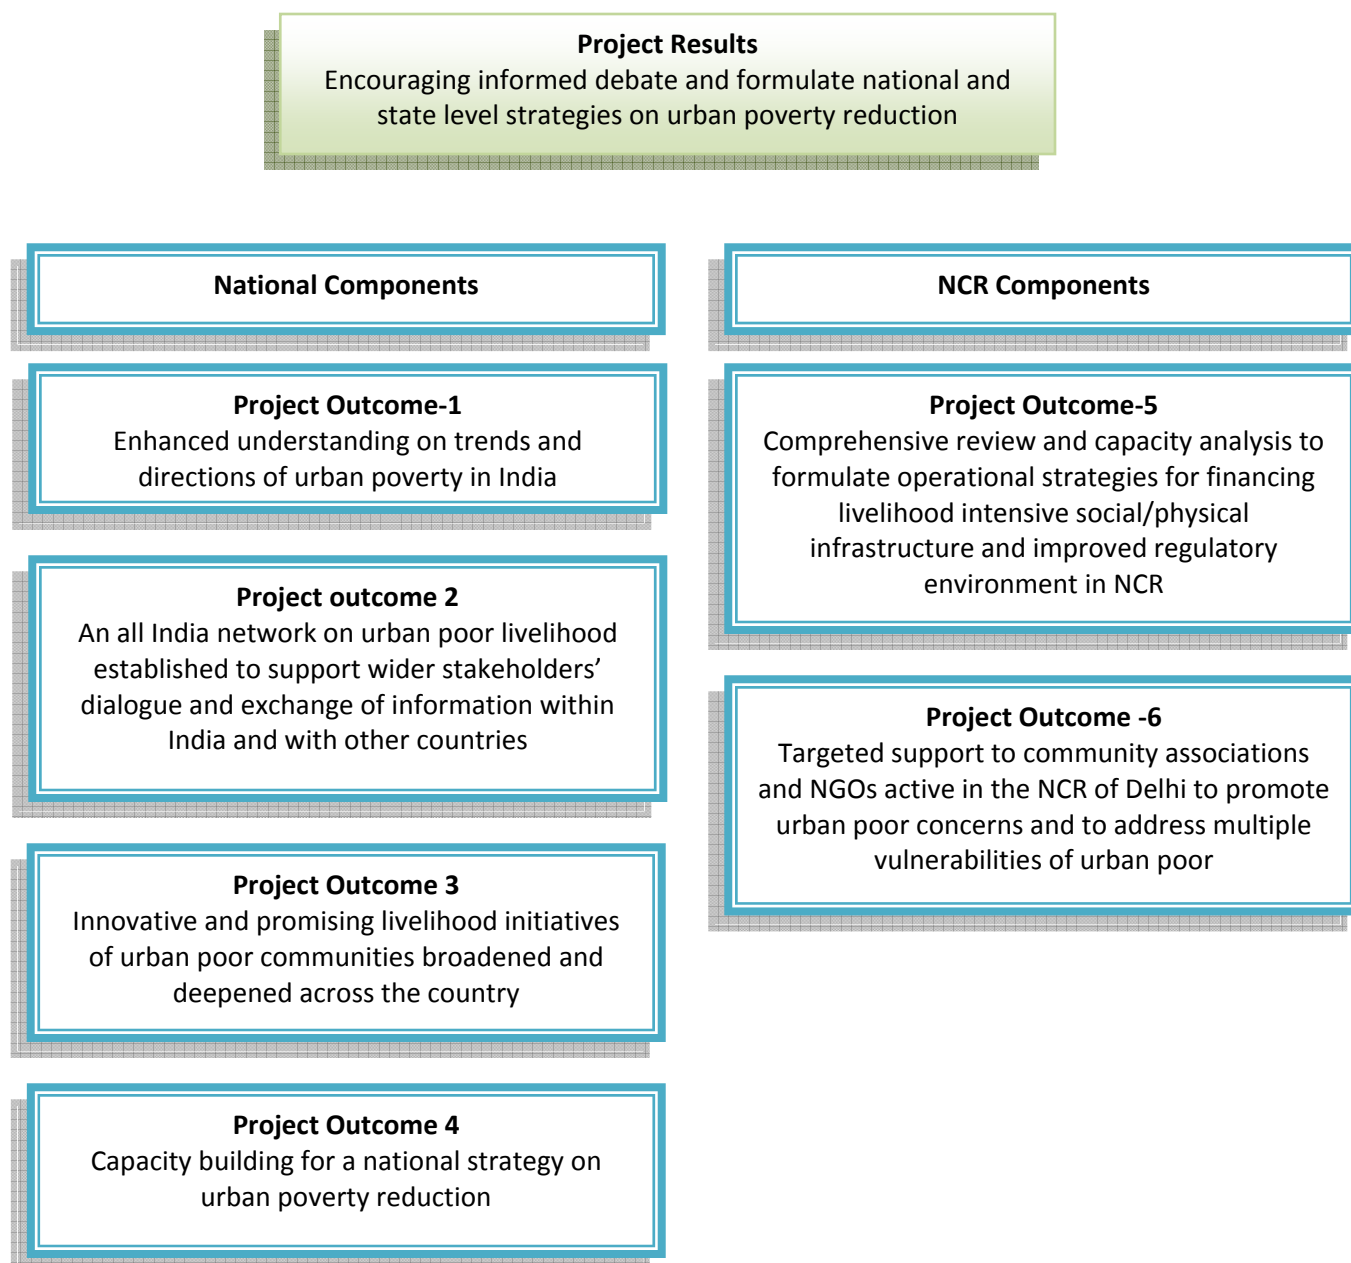 Project Results
Encouraging informed debate and formulate national and
state level strategies on urban poverty reduction
National Components
Project Outcome-1
Enhanced understanding on trends and
directions of urban poverty in India
Project outcome 2
An all India network on urban poor livelihood
established to support wider stakeholders’
dialogue and exchange of information within
India and with other countries
Project Outcome 3
Innovative and promising livelihood initiatives
of urban poor communities broadened and
deepened across the country
Project Outcome 4
Capacity building for a national strategy on
urban poverty reduction
NCR Components
Project Outcome-5
Comprehensive review and capacity analysis to
formulate operational strategies for financing
livelihood intensive social/physical
infrastructure and improved regulatory
environment in NCR
Project Outcome -6
Targeted support to community associations
and NGOs active in the NCR of Delhi to promote
urban poor concerns and to address multiple
vulnerabilities of urban poor